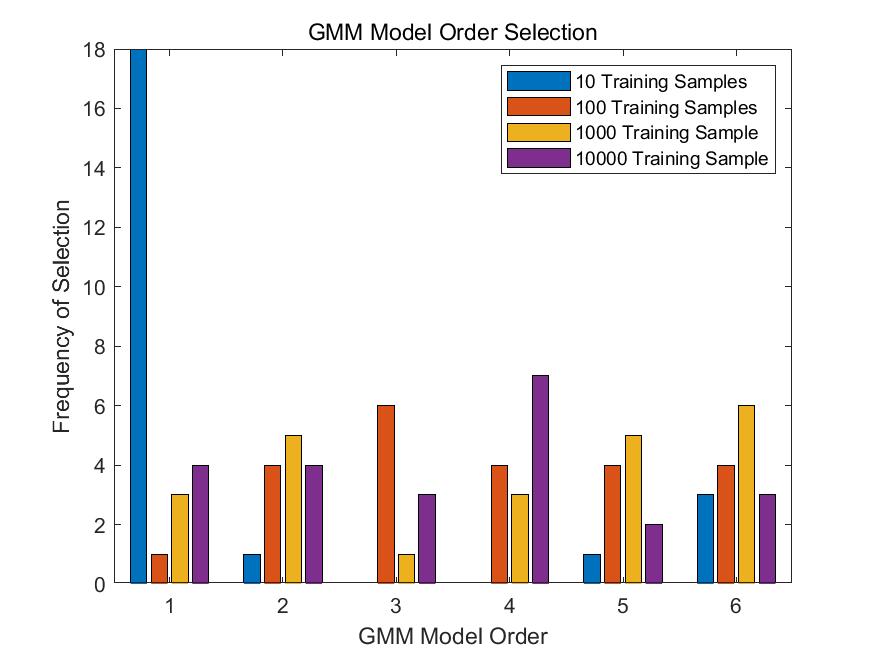 GMM Model Order Selection
18
16
14
12
10
8
6
4
2
0
Frequency of Selection
10 Training Samples
100 Training Samples
1000 Training Sample
10000 Training Sample
1 2 3 4 5 6
GMM Model Order